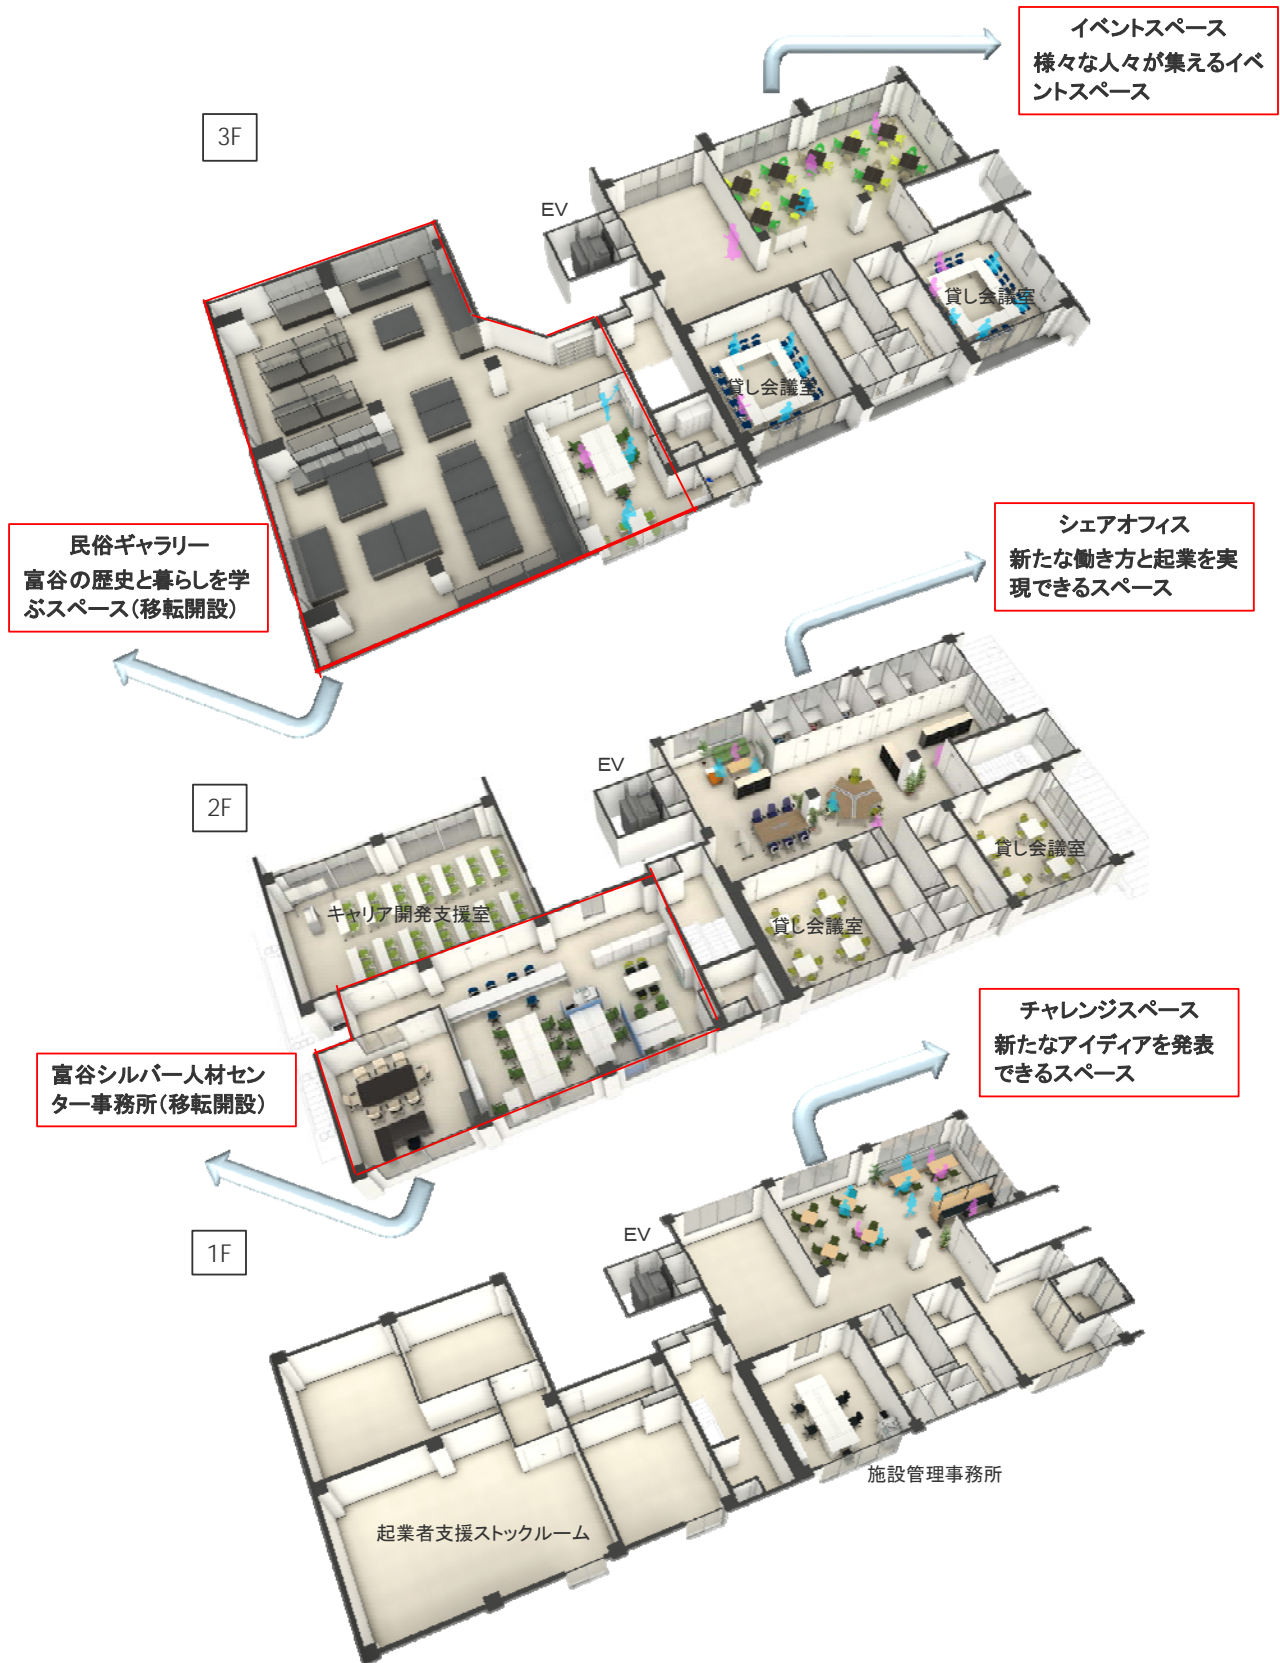 イベントスペース
様々な人々が集えるイベ
ントスペース
3F
EV
貸し会議室
貸し会議室
民俗ギャラリー
富谷の歴史と暮らしを学
ぶスペース（移転開設）
シェアオフィス
新たな働き方と起業を実
現できるスペース
2F
EV
貸し会議室
キャリア開発支援室
貸し会議室
富谷シルバー人材セン
ター事務所（移転開設）
チャレンジスペース
新たなアイディアを発表
できるスペース
1F
EV
施設管理事務所
起業者支援ストックルーム